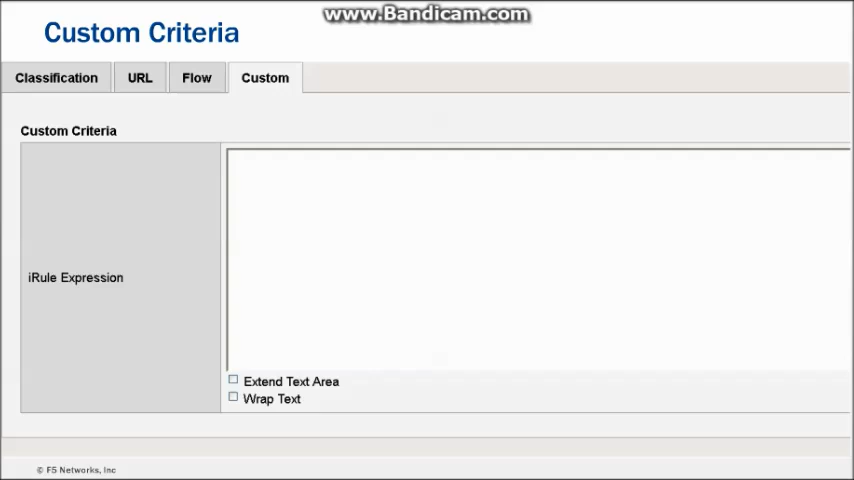 www.Bandicam.com
Custom Criteria
Classification URL Flow Custom
Custom Criteria
iRule Expression
Extend Text Area
Wrap Text
© F5 Networks, Inc